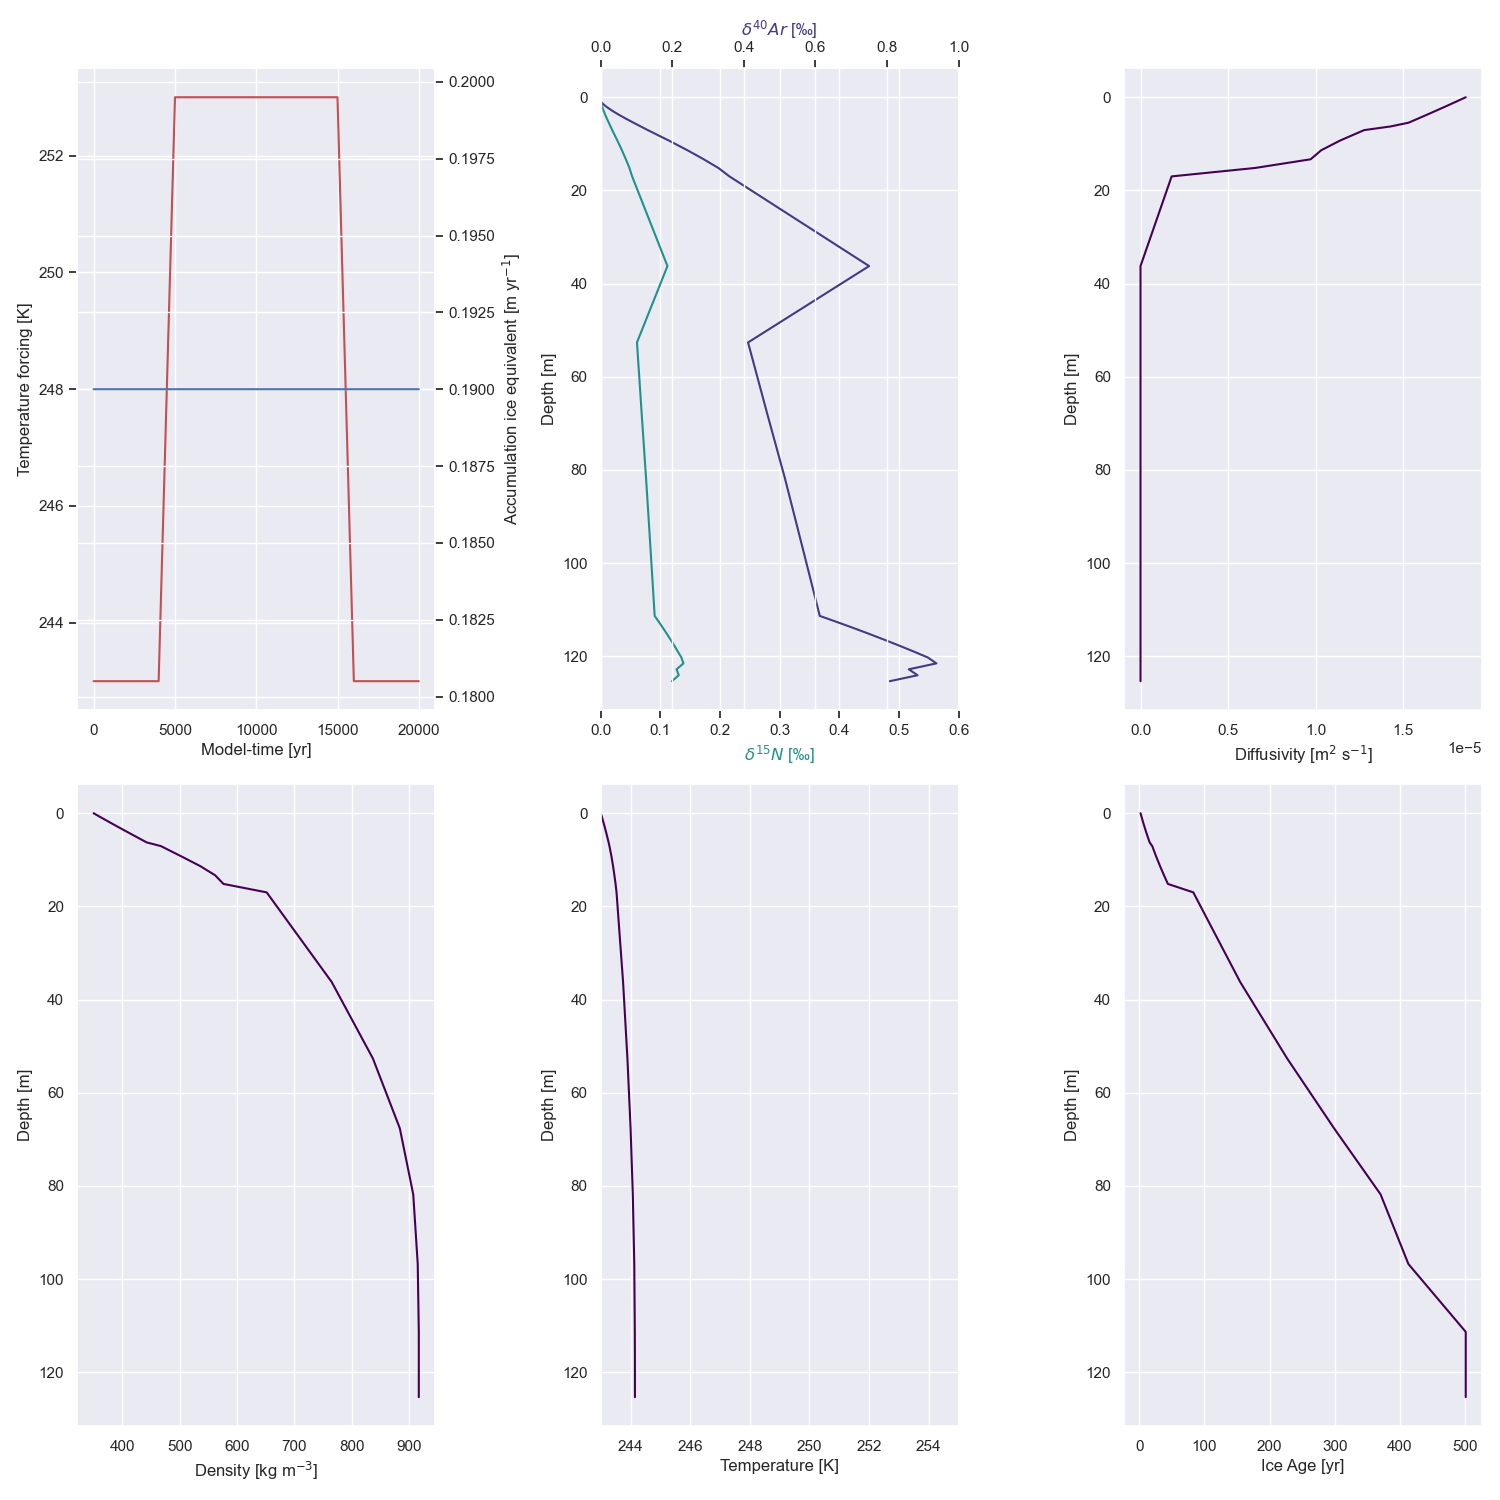 δ⁴⁰Ar [‰]
0.0 0.2 0.4 0.6 0.8 1.0
Temperature forcing [K]
252
250
248
246
244
0 5000 10000 15000 20000
Model-time [yr]
0.2000
0.1975
0.1950
0.1925
0.1900
0.1875
0.1850
0.1825
0.1800
Accumulation ice equivalent [m yr⁻¹]
Depth [m]
0
20
40
60
80
100
120
0.0 0.1 0.2 0.3 0.4 0.5 0.6
δ¹⁵N [‰]
Depth [m]
0
20
40
60
80
100
120
0.0 0.5 1.0 1.5
1e−5
Diffusivity [m² s⁻¹]
Depth [m]
0
20
40
60
80
100
120
400 500 600 700 800 900
Density [kg m⁻³]
Depth [m]
0
20
40
60
80
100
120
244 246 248 250 252 254
Temperature [K]
Depth [m]
0
20
40
60
80
100
120
0 100 200 300 400 500
Ice Age [yr]